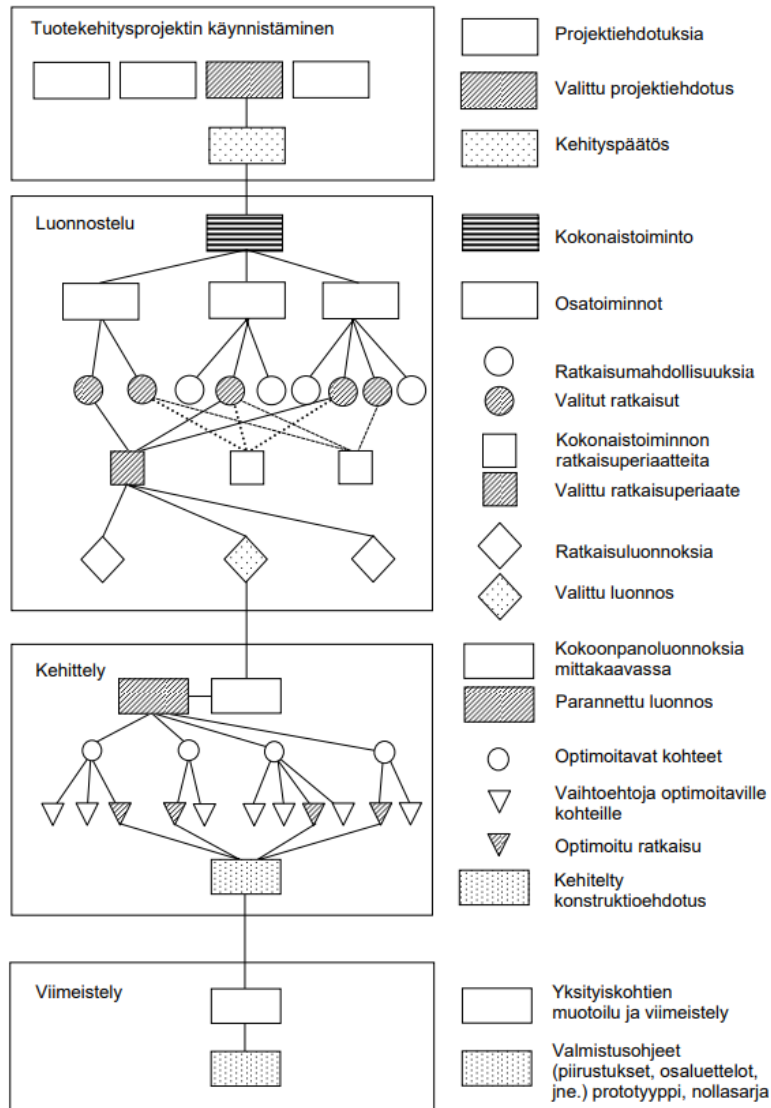 Tuotekehitysprojektin käynnistäminen
Projektiehdotuksia
Valittu projektiehdotus
Kehityspäätös
Luonnostelu
Kokonaistoiminto
Osatoiminnot
Ratkaisumahdollisuuksia
Valitut ratkaisut
Kokonaistoiminnon
ratkaisuperiaatteita
Valittu ratkaisuperiaate
Ratkaisuluonnoksia
Valittu luonnos
Kehittely
Kokoonpanoluonnoksia
mittakaavassa
Parannettu luonnos
Optimoitavat kohteet
Vaihtoehtoja optimoitaville
kohteille
Optimoitu ratkaisu
Kehitelty
konstruktioehdotus
Viimeistely
Yksityiskohtien
muotoilu ja viimeistely
Valmistusohjeet
(piirustukset, osaluettelot,
jne.) prototyyppi, nollasarja